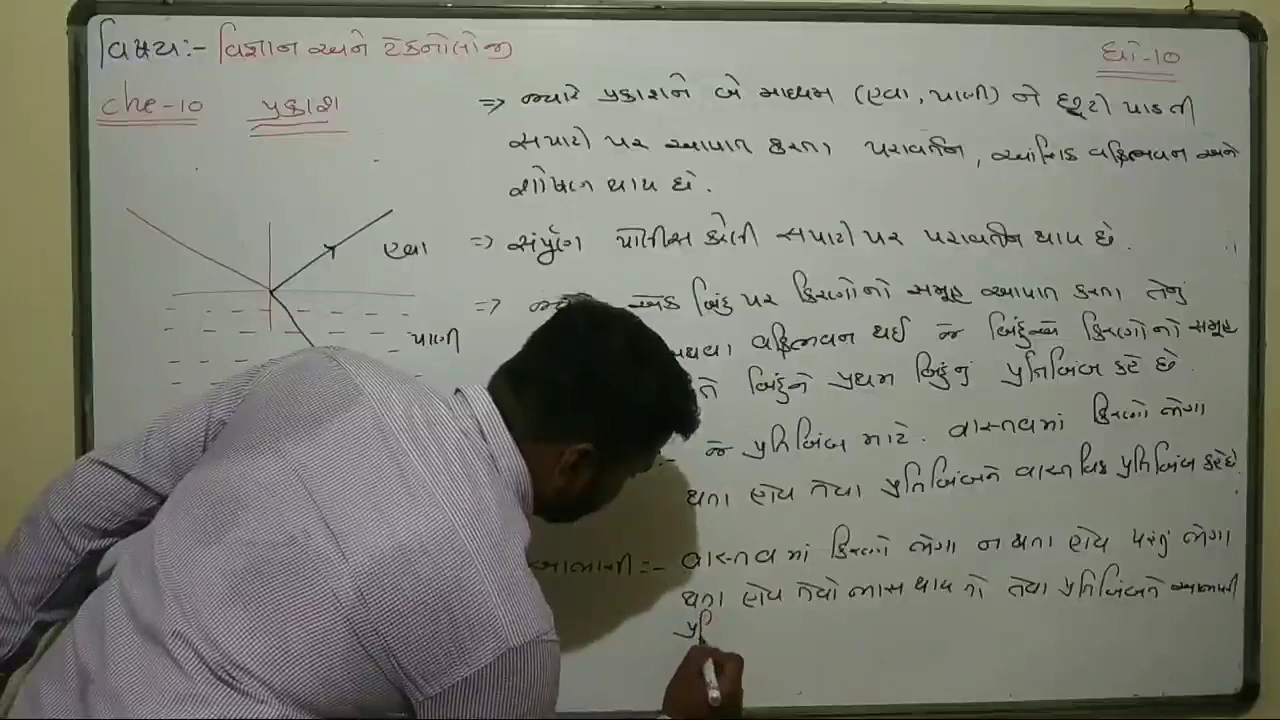 વિષય:- વિજ્ઞાન અને ટેકનોલોજી
ધો-10
che-10 પ્રકાશ
⇒ જ્યારે પ્રકાશને બે માધ્યમ (હવા, પાણી) ને છૂટી પાડતી
સપાટી પર આપાત કરતા પરાવર્તન, આંશિક વક્રિભવન અને
શોષણ થાય છે.
⇒ સંપૂર્ણ પોલીસ કરેલી સપાટી પર પરાવર્તન થાય છે.
હવા
પાણી
⇒ એક બિંદુ પર કિરણોનો સમૂહ આપાત કરતા તેનું
અથવા વક્રિભવન થઈ જે બિંદુએ કિરણોનો સમૂહ
તે બિંદુને પ્રથમ બિંદુનું પ્રતિબિંબ કહે છે.
:- જે પ્રતિબિંબ માટે. વાસ્તવમાં કિરણો ભેગા
થતા હોય તેવા પ્રતિબિંબને વાસ્તવિક પ્રતિબિંબ કહે છે.
આભાસી:- વાસ્તવમાં કિરણો ભેગા ન થતા હોય પરંતુ ભેગા
થતા હોય તેવો ભાસ થાય તો તેવા પ્રતિબિંબને આભાસી
પ્રિ